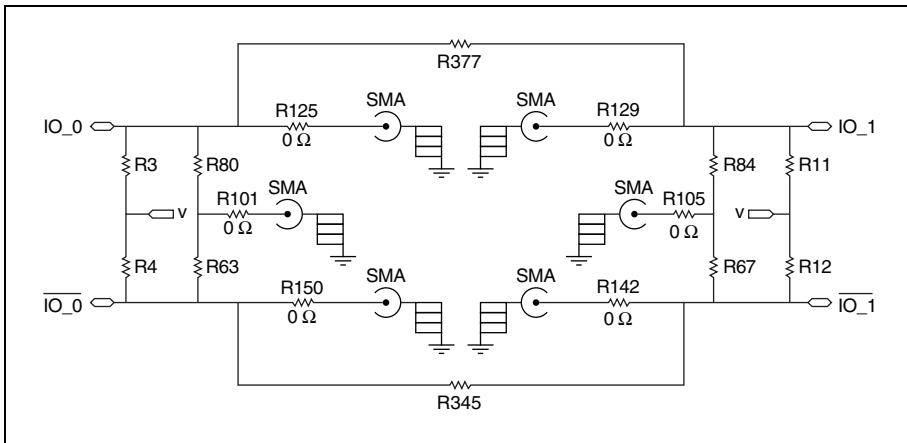 R377
R125
SMA
SMA
R129
IO_0
0 Ω
0 Ω
IO_1
R3
R80
SMA
SMA
R84
R11
R101
R105
V
V
0 Ω
0 Ω
R4
R63
R67
R12
R150
SMA
SMA
R142
IO_0
0 Ω
0 Ω
IO_1
R345